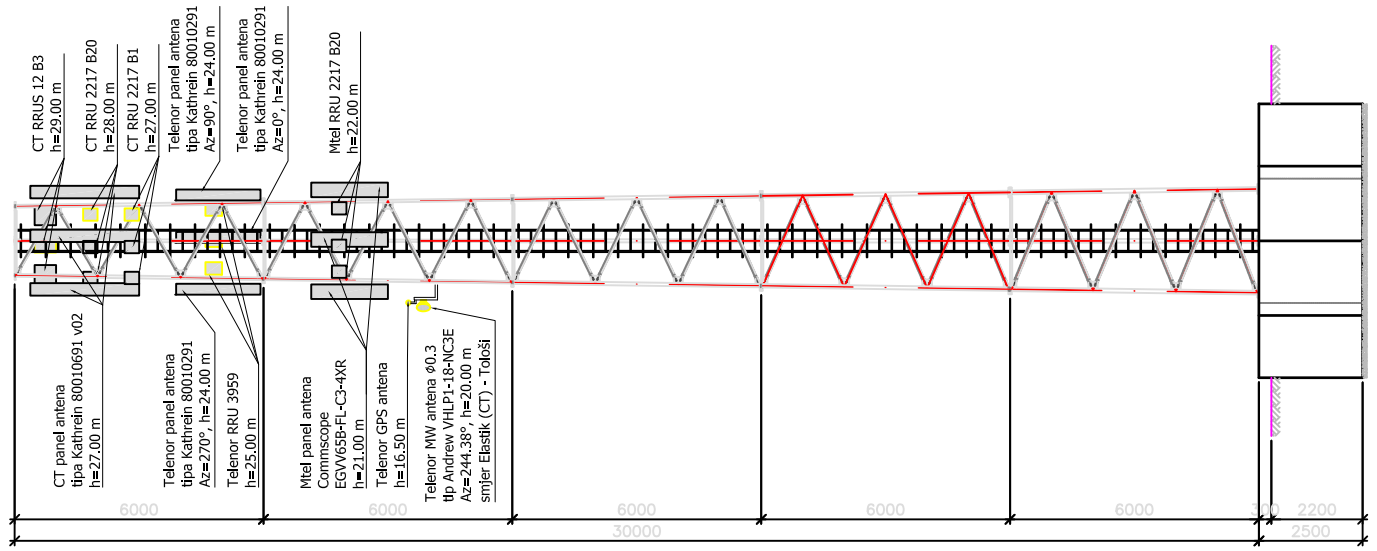 CT RRUS 12 B3
h=29.00 m
CT RRU 2217 B20
h=28.00 m
CT RRU 2217 B1
h=27.00 m
Telenor panel antena
tipa Kathrein 80010291
Az=90°, h=24.00 m
Telenor panel antena
tipa Kathrein 80010291
Az=0°, h=24.00 m
Mtel RRU 2217 B20
h=22.00 m
CT panel antena
tipa Kathrein 80010691 v02
h=27.00 m
Telenor panel antena
tipa Kathrein 80010291
Az=270°, h=24.00 m
Telenor RRU 3959
h=25.00 m
Mtel panel antena
Commscope
EGVV65B-FL-C3-4XR
h=21.00 m
Telenor GPS antena
h=16.50 m
Telenor MW antena Φ0.3
tip Andrew VHLP1-18-NC3E
Az=244.38°, h=20.00 m
smjer Elastik (CT) - Tološi
6000
6000
6000
6000
6000
300
2200
30000
2500